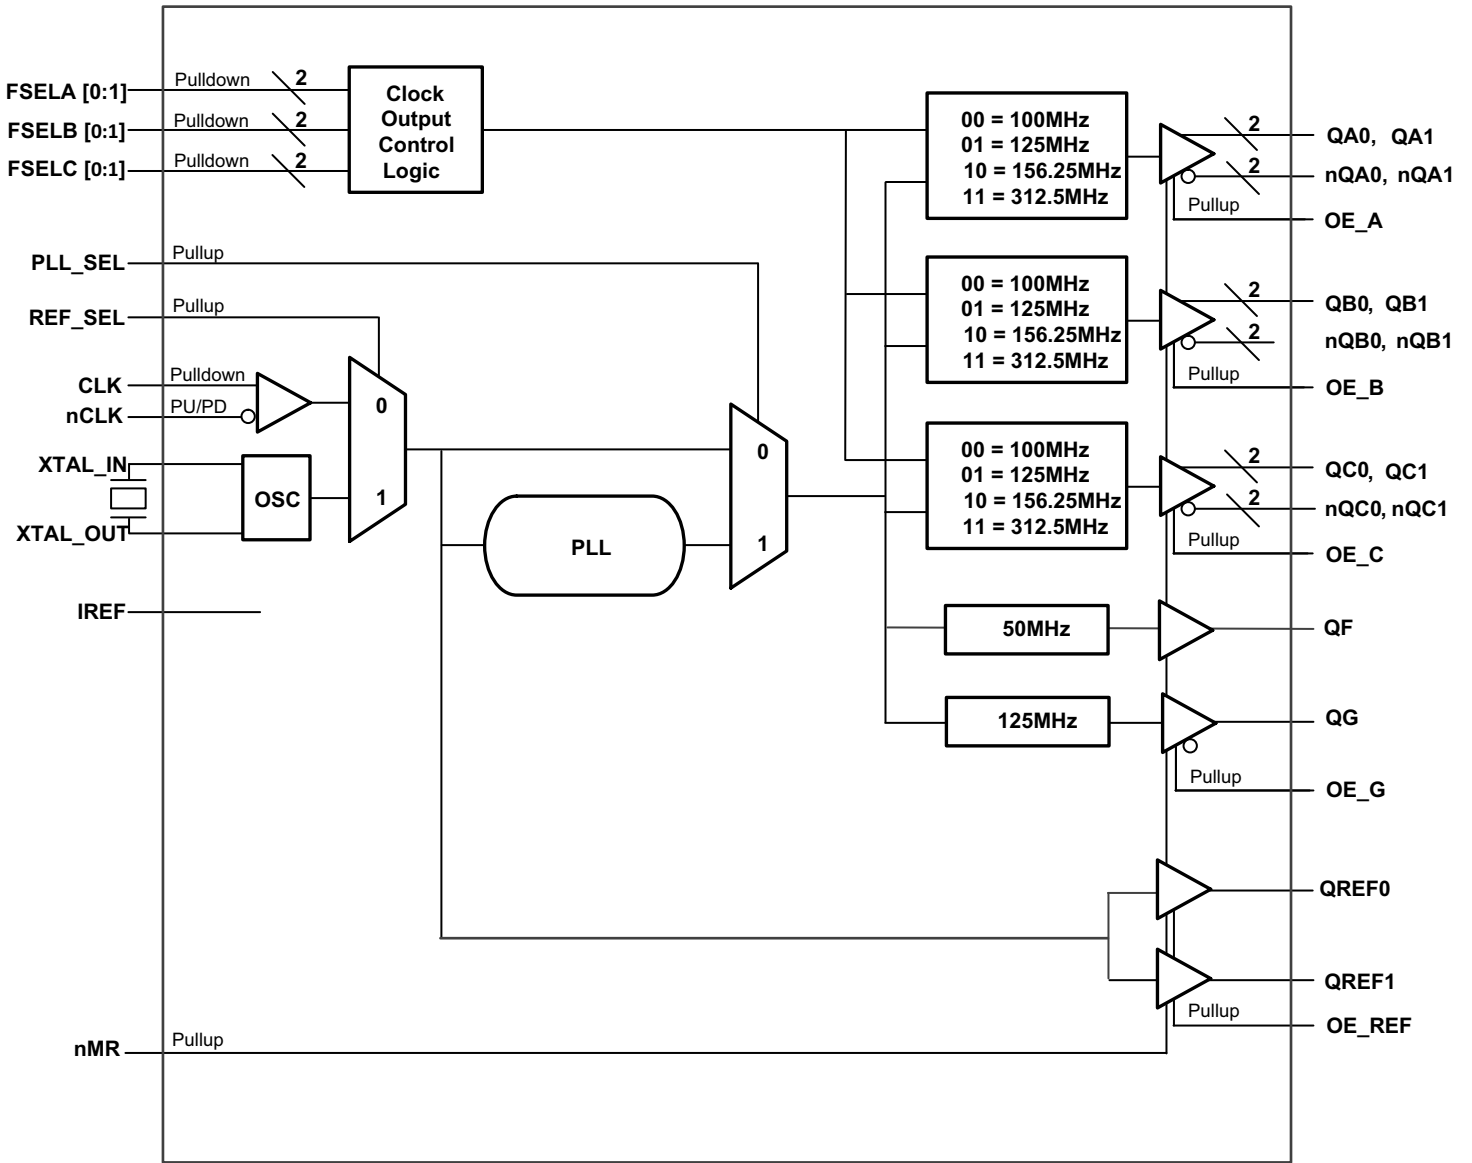 FSELA [0:1]
Pulldown
2
FSELB [0:1]
Pulldown
2
FSELC [0:1]
Pulldown
2
Clock
Output
Control
Logic
PLL_SEL
Pullup
REF_SEL
Pullup
CLK
Pulldown
nCLK
PU/PD
XTAL_IN
XTAL_OUT
OSC
0
1
IREF
PLL
0
1
nMR
Pullup
00 = 100MHz
01 = 125MHz
10 = 156.25MHz
11 = 312.5MHz
2
QA0, QA1
2
nQA0, nQA1
Pullup
OE_A
00 = 100MHz
01 = 125MHz
10 = 156.25MHz
11 = 312.5MHz
2
QB0, QB1
2
nQB0, nQB1
Pullup
OE_B
00 = 100MHz
01 = 125MHz
10 = 156.25MHz
11 = 312.5MHz
2
QC0, QC1
2
nQC0, nQC1
Pullup
OE_C
50MHz
QF
125MHz
QG
Pullup
OE_G
QREF0
QREF1
Pullup
OE_REF